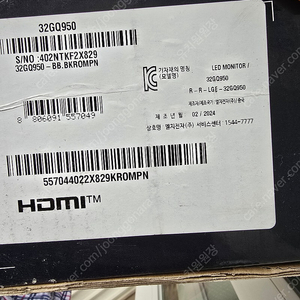 32GQ950
S/NO :402NTKF2X829
32GQ950-BB.BKROMPN
8 806091 557049
기자재의 명칭 LED MONITOR /
(모델명) 32GQ950
R - R - LGE - 32GQ950
제조시기 02 / 2024
상호명 : 엘지전자(주) 서비스센터 : 1544-7777
557044022X829KROMPN
HDMI™